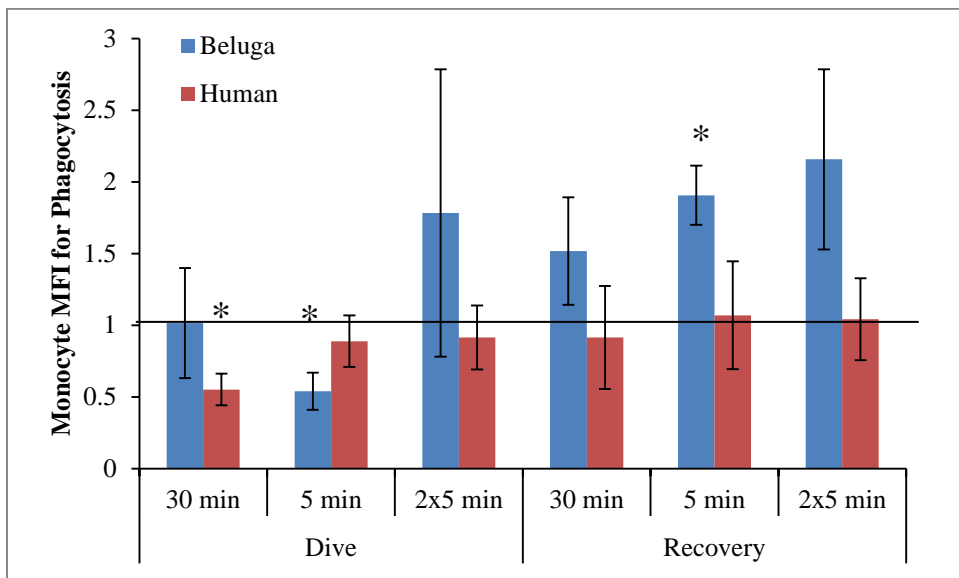 Monocyte MFI for Phagocytosis
3
2.5
2
1.5
1
0.5
0
Beluga
Human
*
*
*
30 min 5 min 2x5 min 30 min 5 min 2x5 min
Dive Recovery